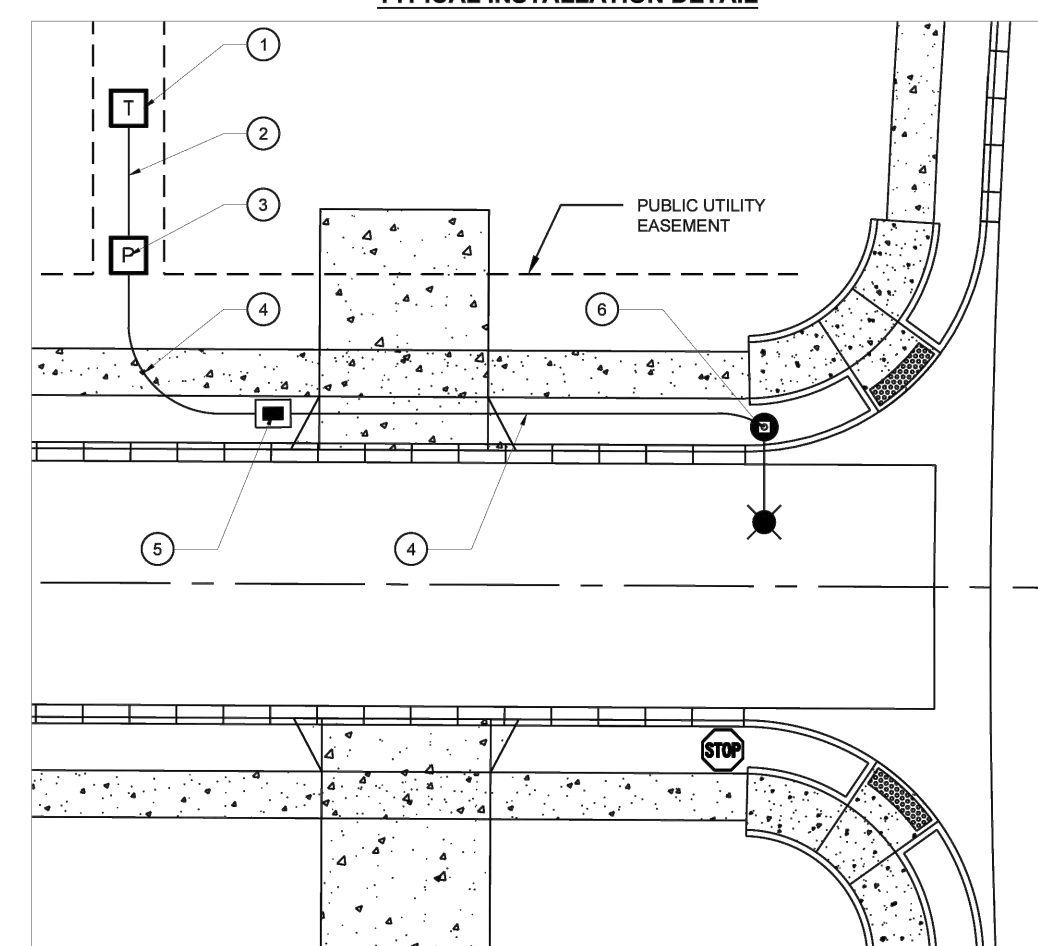 TYPICAL INSTALLATION DETAIL
1
T
2
3
P
PUBLIC UTILITY
EASEMENT
4
6
5
4
STOP